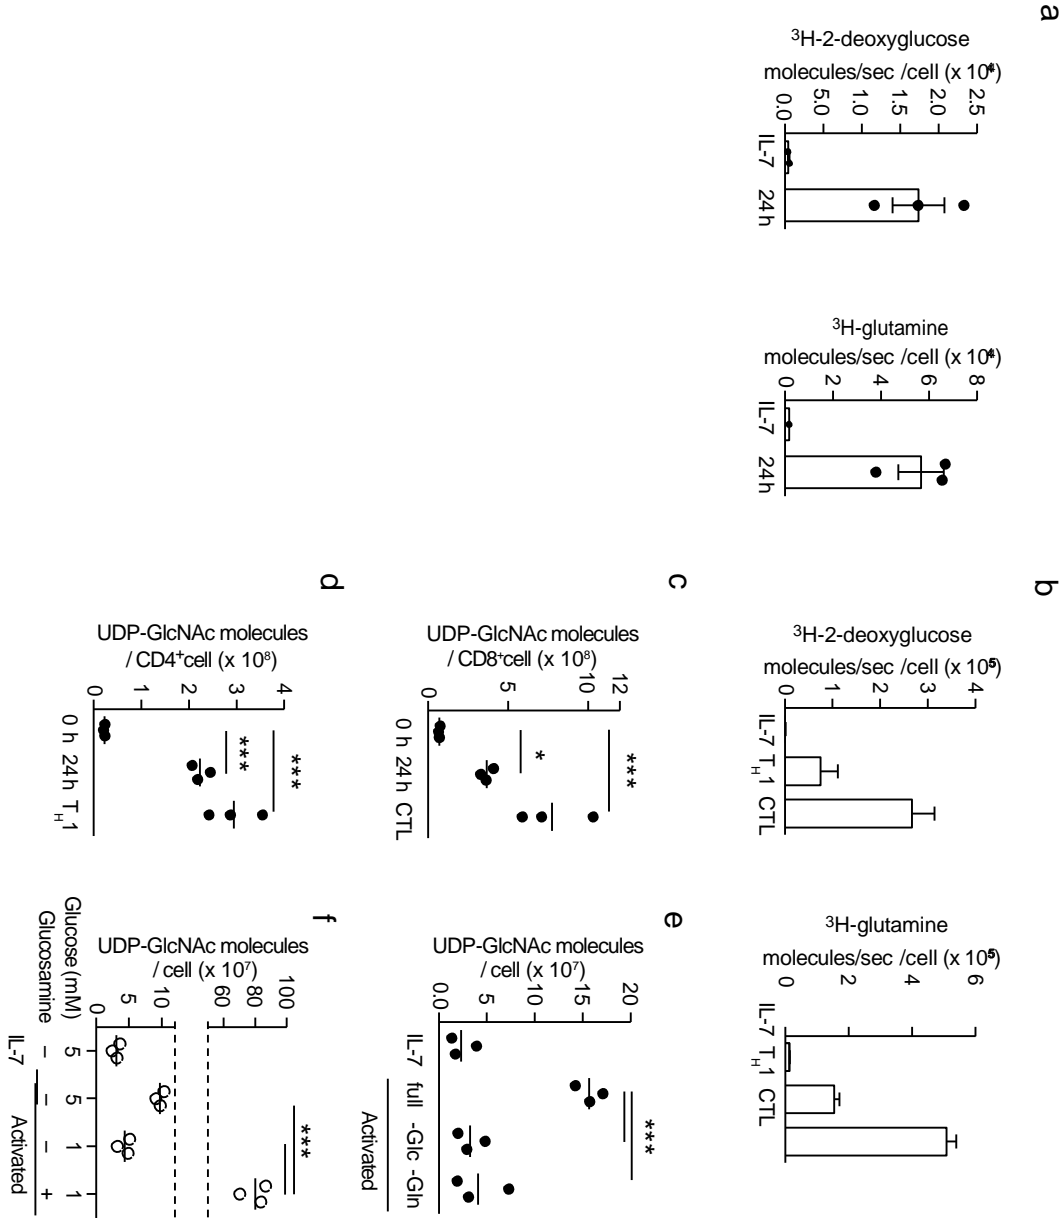 a
³H-2-deoxyglucose
molecules/sec /cell (x 10⁴)
2.5
2.0
1.5
1.0
5.0
0.0
IL-7 24h
³H-glutamine
molecules/sec /cell (x 10⁴)
8
6
4
2
0
IL-7 24h
b
³H-2-deoxyglucose
molecules/sec /cell (x 10⁵)
4
3
2
1
0
IL-7 TH1 CTL
³H-glutamine
molecules/sec /cell (x 10⁵)
6
4
2
0
IL-7 TH1 CTL
c
UDP-GlcNAc molecules
/ CD8⁺cell (x 10⁸)
12
10
5
0
***
*
0 h 24h CTL
d
UDP-GlcNAc molecules
/ CD4⁺cell (x 10⁸)
4
3
2
1
0
***
***
0 h 24h TH1
e
UDP-GlcNAc molecules
/ cell (x 10⁷)
20
15
10
5
0.0
***
IL-7 full -Glc -Gln
Activated
f
UDP-GlcNAc molecules
/ cell (x 10⁷)
100
80
60
10
5
0
***
Glucose (mM) 5 5 1 1
Glucosamine – – – +
IL-7 Activated